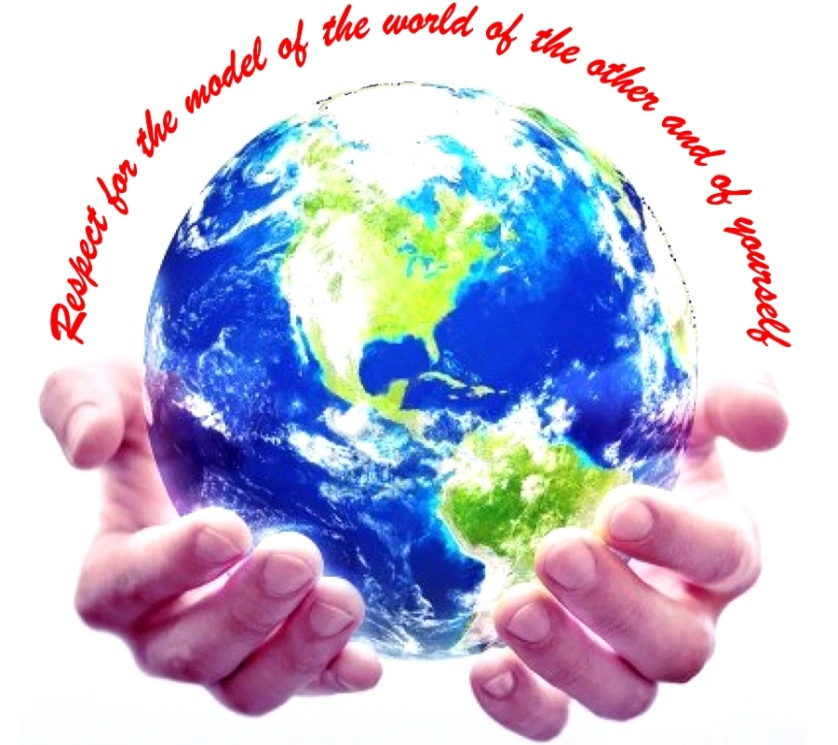 Respect for the model of the world of the other and of yourself